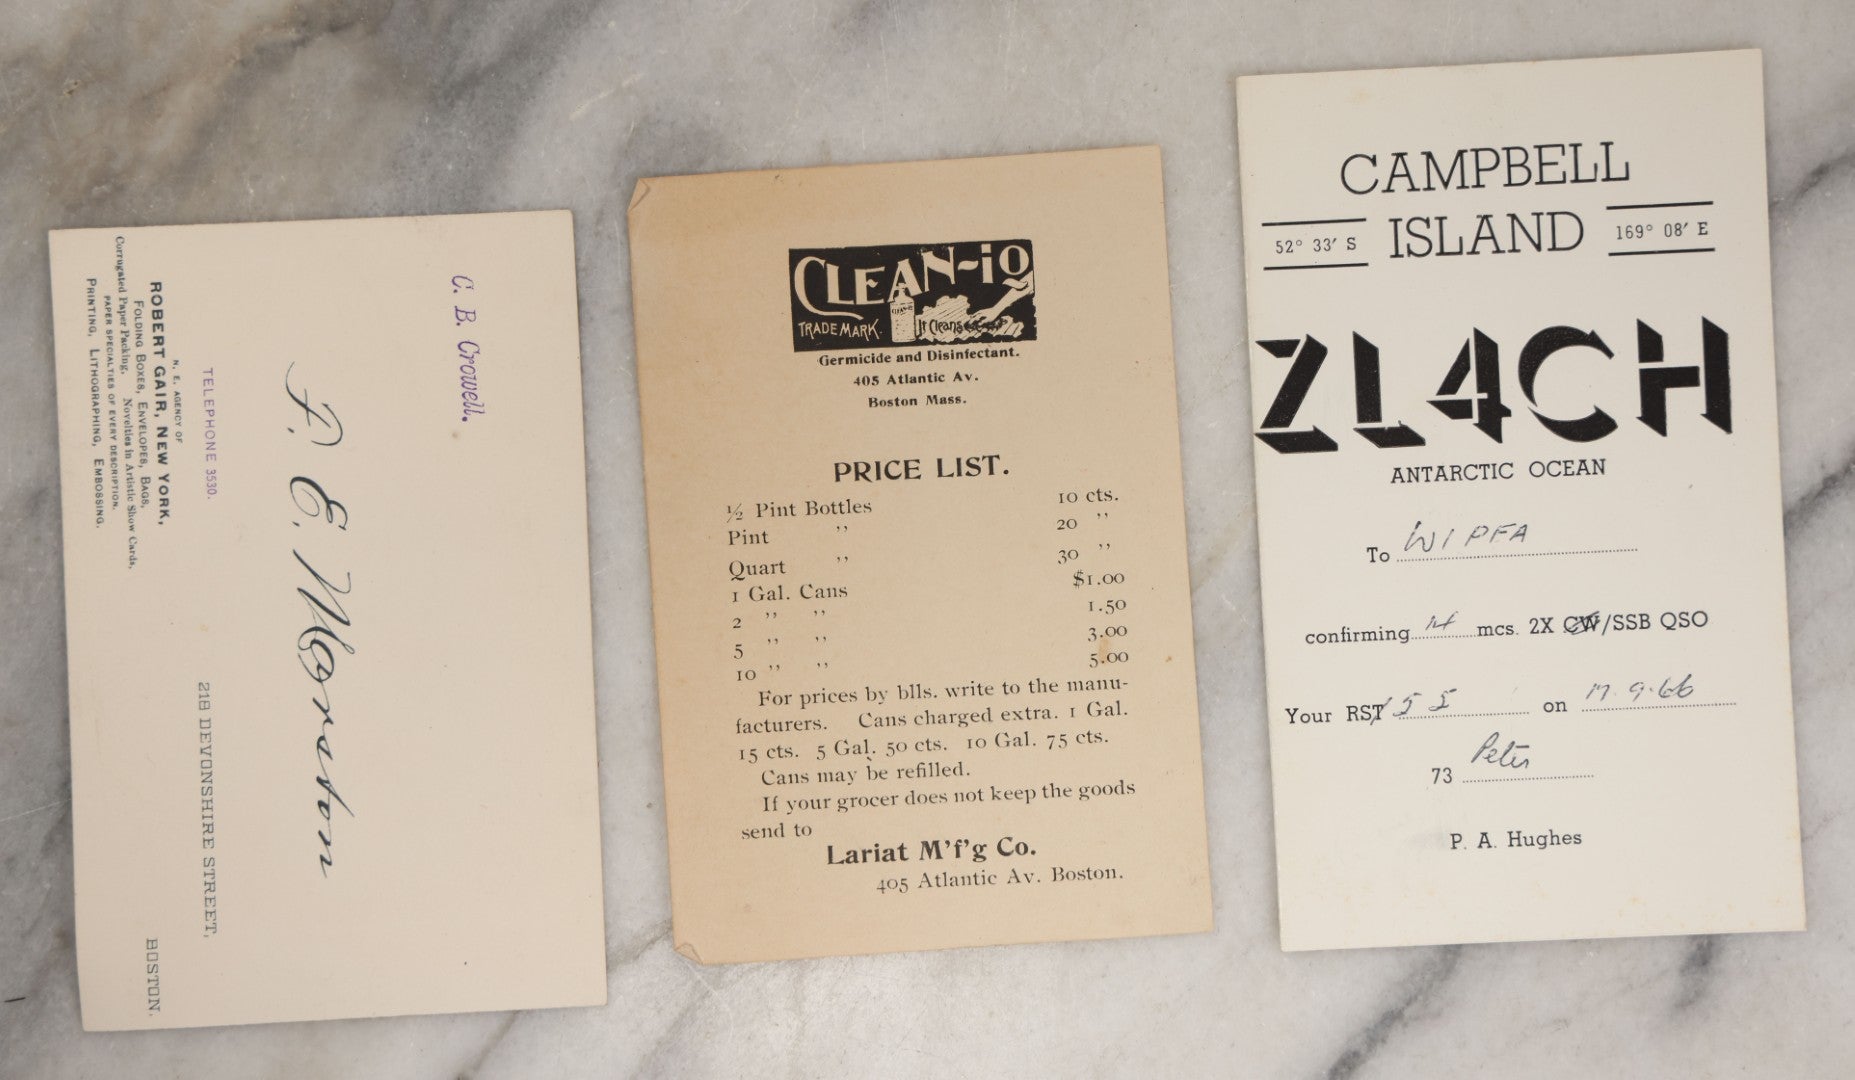 C. B. Crowell.
F. E. Morston
TELEPHONE 3530.
218 DEVONSHIRE STREET,
N. E. AGENCY OF
ROBERT GAIR, NEW YORK,
FOLDING BOXES, ENVELOPES, BAGS,
Corrugated Paper Packing, Novelties in Artistic Show Cards,
PAPER SPECIALTIES OF EVERY DESCRIPTION.
PRINTING, LITHOGRAPHING, EMBOSSING.
BOSTON.
CLEAN-iQ
TRADE MARK. It Cleans
Germicide and Disinfectant.
405 Atlantic Av.
Boston Mass.
PRICE LIST.
½ Pint Bottles 10 cts.
Pint ,, 20 ,,
Quart ,, 30 ,,
1 Gal. Cans $1.00
2 ,, ,, 1.50
5 ,, ,, 3.00
10 ,, ,, 5.00
For prices by blls. write to the manu-
facturers. Cans charged extra. 1 Gal.
15 cts. 5 Gal. 50 cts. 10 Gal. 75 cts.
Cans may be refilled.
If your grocer does not keep the goods
send to
Lariat M'f'g Co.
405 Atlantic Av. Boston.
CAMPBELL
52° 33′ S ISLAND 169° 08′ E
ZL4CH
ANTARCTIC OCEAN
To W1PFA
confirming 14 mcs. 2X CW/SSB QSO
Your RST 55 on 17.9.66
73 Peter
P. A. Hughes